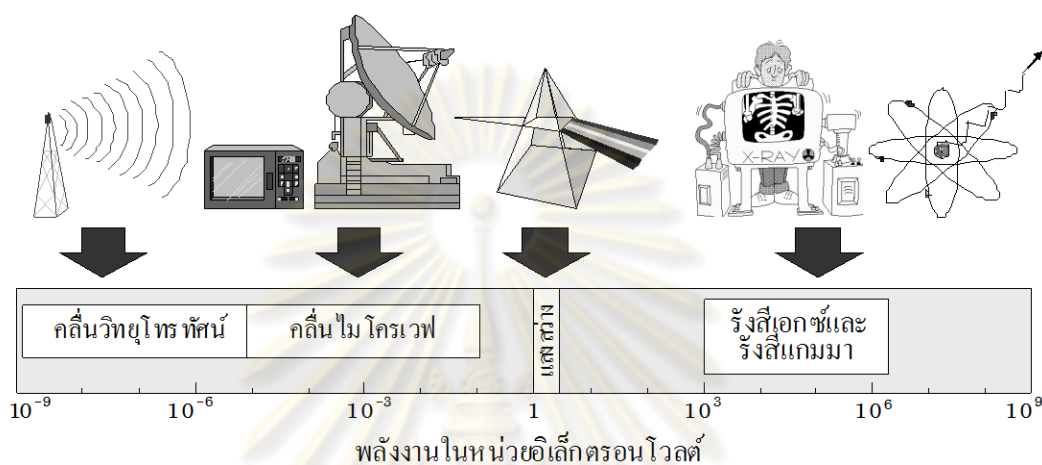 X-RAY
คลื่นวิทยุโทรทัศน์
คลื่นไมโครเวฟ
แสงสว่าง
รังสีเอกซ์และ
รังสีแกมมา
10⁻⁹ 10⁻⁶ 10⁻³ 1 10³ 10⁶ 10⁹
พลังงานในหน่วยอิเล็กตรอนโวลต์